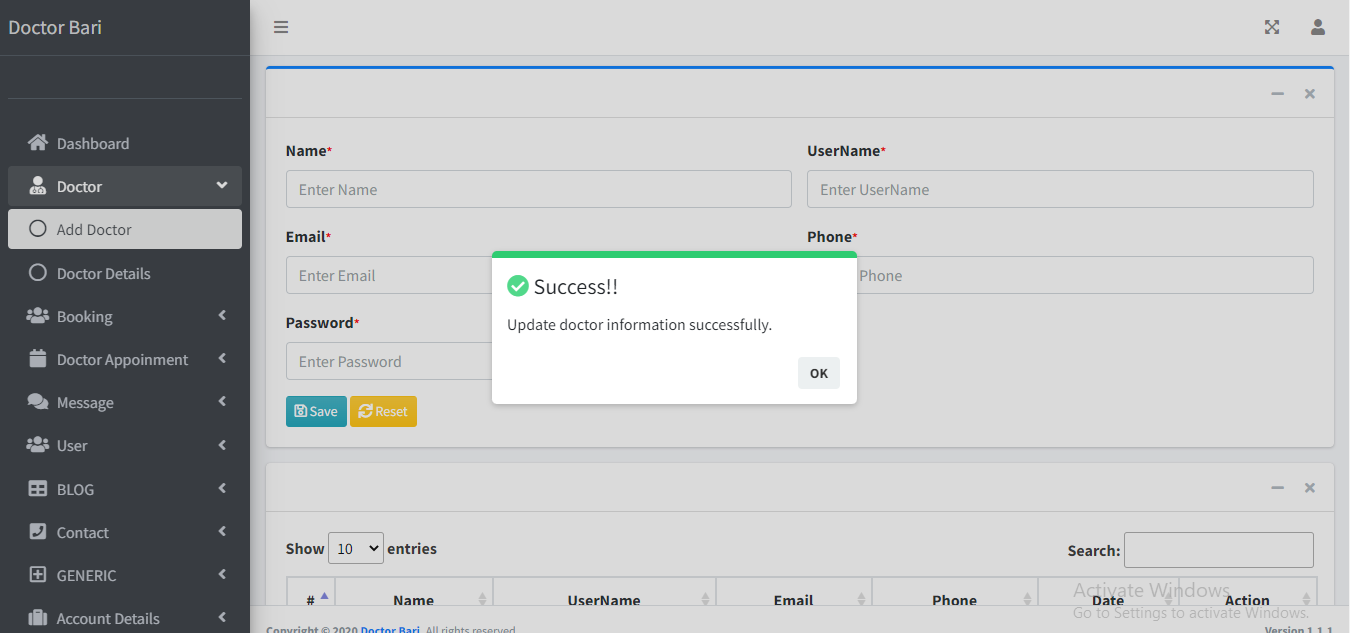 Doctor Bari
Dashboard
Doctor
Add Doctor
Doctor Details
Booking
Doctor Appoinment
Message
User
BLOG
Contact
GENERIC
Account Details
Name*
UserName*
Enter Name
Enter UserName
Email*
Phone*
Enter Email
Phone
Password*
Enter Password
Save Reset
Success!!
Update doctor information successfully.
OK
Show 10 entries
Search:
# Name UserName Email Phone Date Action
Activate Windows
Go to Settings to activate Windows.
Copyright © 2020 Doctor Bari. All rights reserved.
Version 1.1.1